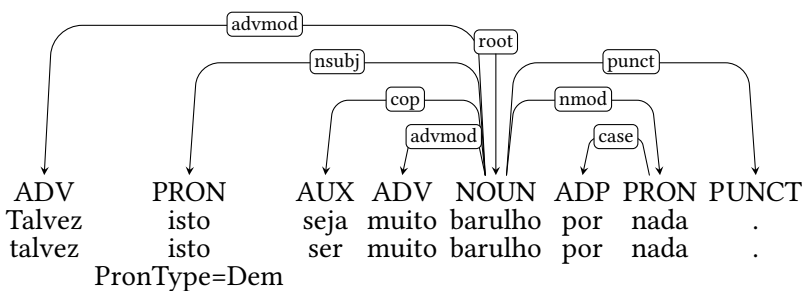 advmod
root
nsubj
punct
cop
nmod
advmod
case
ADV PRON AUX ADV NOUN ADP PRON PUNCT
Talvez isto seja muito barulho por nada .
talvez isto ser muito barulho por nada .
PronType=Dem